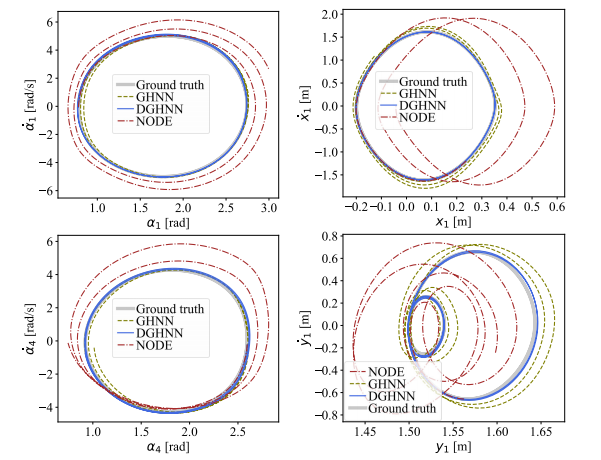 6
4
2
0
−2
−4
−6
α̇₁ [rad/s]
Ground truth
GHNN
DGHNN
NODE
1.0 1.5 2.0 2.5 3.0
α₁ [rad]
2.0
1.5
1.0
0.5
0.0
−0.5
−1.0
−1.5
ẋ₁ [m]
Ground truth
GHNN
DGHNN
NODE
−0.2 −0.1 0.0 0.1 0.2 0.3 0.4 0.5 0.6
x₁ [m]
6
4
2
0
−2
−4
α̇₄ [rad/s]
Ground truth
GHNN
DGHNN
NODE
1.0 1.5 2.0 2.5
α₄ [rad]
0.8
0.6
0.4
0.2
0.0
−0.2
−0.4
−0.6
−0.8
ẏ₁ [m]
NODE
GHNN
DGHNN
Ground truth
1.45 1.50 1.55 1.60 1.65
y₁ [m]